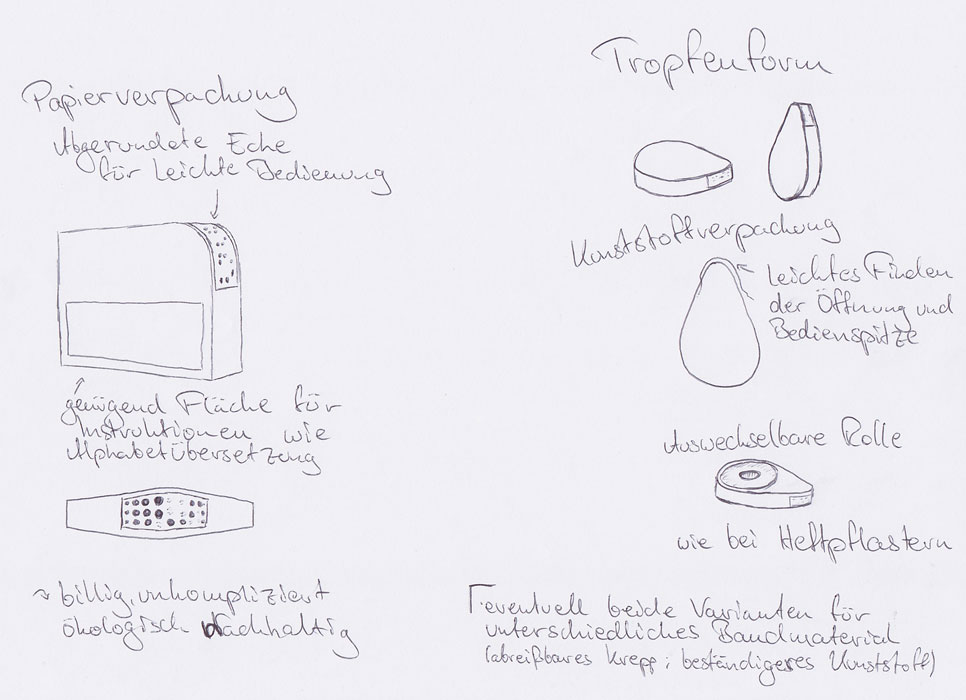 Papierverpackung
Abgerundete Ecke
für leichte Bedienung
genügend Fläche für
Instruktionen wie
Alphabetübersetzung
→ billig, unkompliziert
ökologisch nachhaltig
Tropfenform
Kunststoffverpackung
leichtes Finden
der Öffnung und
Bedienspitze
Auswechselbare Rolle
wie bei Heftpflastern
eventuell beide Varianten für
unterschiedliches Bandmaterial
(abreißbares Krepp; beständigeres Kunststoff)